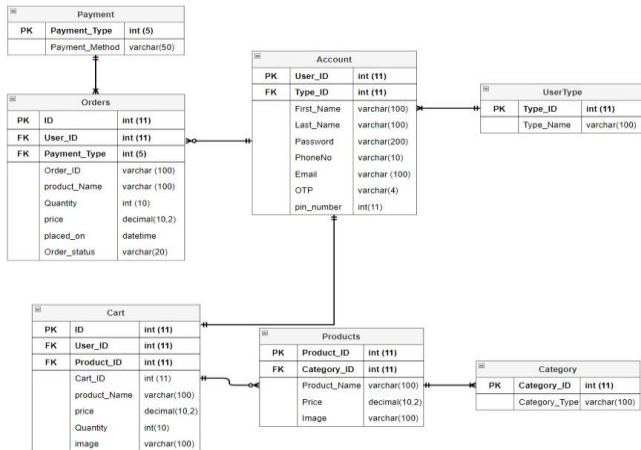 Payment
PK Payment_Type int (5)
Payment_Method varchar(50)
Orders
PK ID int (11)
FK User_ID int (11)
FK Payment_Type int (5)
Order_ID varchar (100)
product_Name varchar (100)
Quantity int (10)
price decimal(10,2)
placed_on datetime
Order_status varchar(20)
Account
PK User_ID int (11)
FK Type_ID int (11)
First_Name varchar(100)
Last_Name varchar(100)
Password varchar(200)
PhoneNo varchar(10)
Email varchar (100)
OTP varchar(4)
pin_number int(11)
UserType
PK Type_ID int (11)
Type_Name varchar(100)
Cart
PK ID int (11)
FK User_ID int (11)
FK Product_ID int (11)
Cart_ID int (11)
product_Name varchar(100)
price decimal(10,2)
Quantity int(10)
image varchar(100)
Products
PK Product_ID int (11)
FK Category_ID int (11)
Product_Name varchar(100)
Price decimal(10,2)
Image varchar(100)
Category
PK Category_ID int (11)
Category_Type varchar(100)